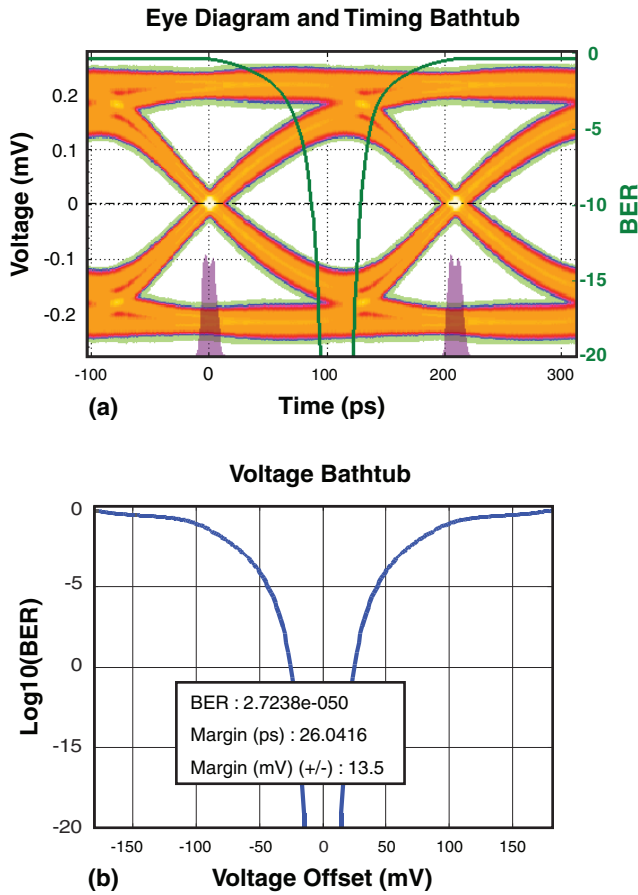 Eye Diagram and Timing Bathtub
Voltage (mV)
0.2
0.1
0
-0.1
-0.2
0
-5
-10
-15
-20
BER
-100
0
100
200
300
(a)
Time (ps)
Voltage Bathtub
Log10(BER)
0
-5
0
-15
-20
BER : 2.7238e-050
Margin (ps) : 26.0416
Margin (mV) (+/-) : 13.5
-150
-100
-50
0
50
100
150
(b)
Voltage Offset (mV)